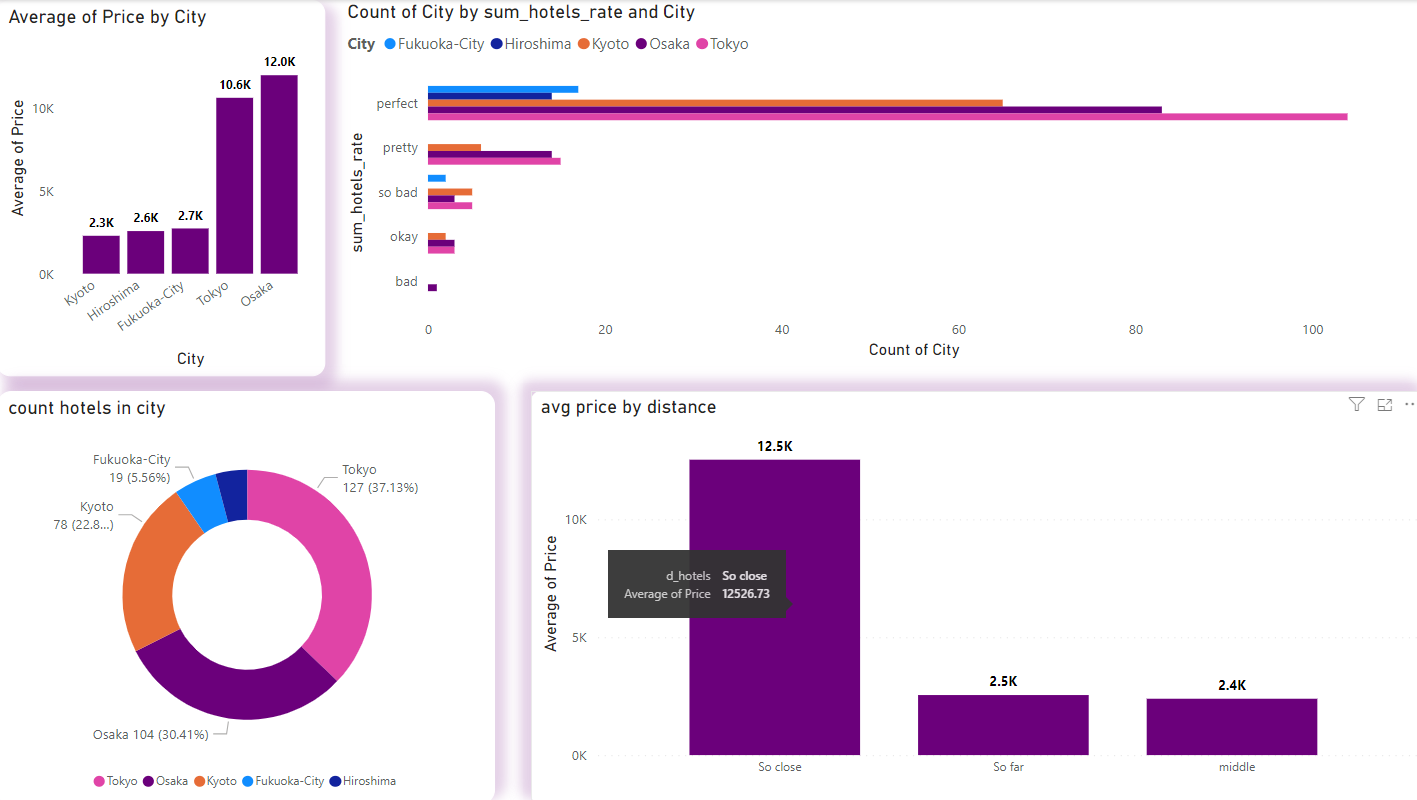 Average of Price by City
Average of Price
10K
5K
0K
2.3K
2.6K
2.7K
10.6K
12.0K
Kyoto
Hiroshima
Fukuoka-City
Tokyo
Osaka
City
Count of City by sum_hotels_rate and City
City Fukuoka-City Hiroshima Kyoto Osaka Tokyo
sum_hotels_rate
perfect
pretty
so bad
okay
bad
0 20 40 60 80 100
Count of City
count hotels in city
Fukuoka-City
19 (5.56%)
Tokyo
127 (37.13%)
Kyoto
78 (22.8...)
Osaka 104 (30.41%)
Tokyo Osaka Kyoto Fukuoka-City Hiroshima
avg price by distance
Average of Price
10K
5K
0K
12.5K
2.5K
2.4K
d_hotels So close
Average of Price 12526.73
So close
So far
middle